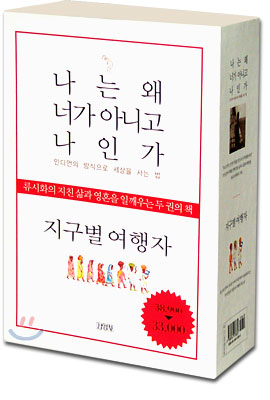 나 는 왜
너가 아니고
나 인 가
인디언의 방식으로 세상을 사는 법
류시화의 지친 삶과 영혼을 일깨우는 두 권의 책
지구별 여행자
33,000
김영사
나 는 왜
너가 아니고
나 인 가
지구별 여행자